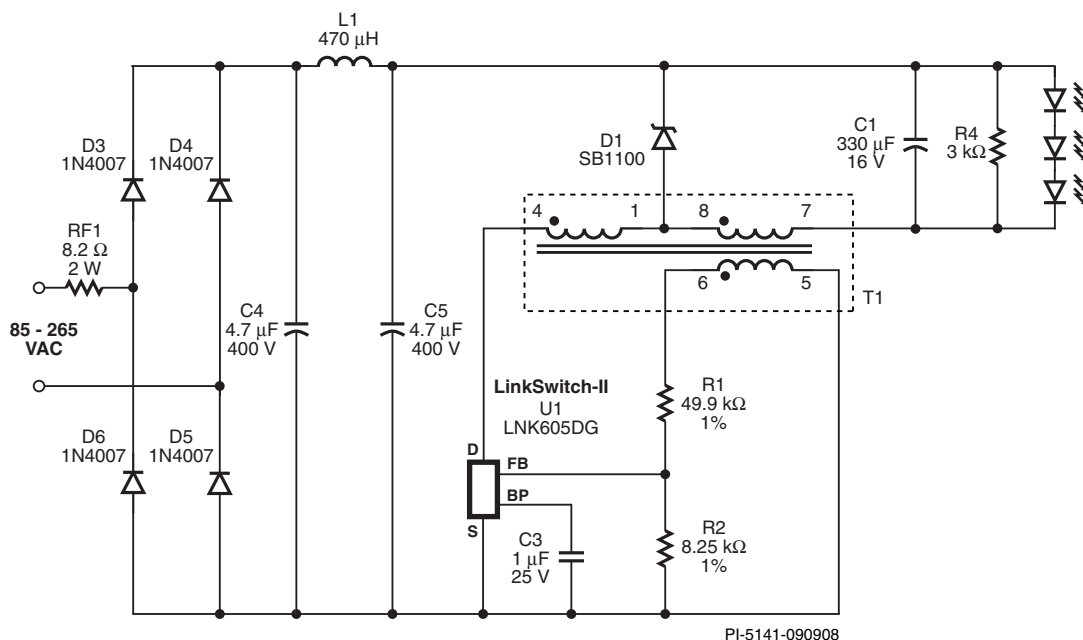 L1
470 µH
D3
1N4007
D4
1N4007
RF1
8.2 Ω
2 W
85 - 265
VAC
C4
4.7 µF
400 V
C5
4.7 µF
400 V
D6
1N4007
D5
1N4007
D1
SB1100
C1
330 µF
16 V
R4
3 kΩ
4
1
8
7
6
5
T1
LinkSwitch-II
U1
LNK605DG
D
FB
BP
S
R1
49.9 kΩ
1%
C3
1 µF
25 V
R2
8.25 kΩ
1%
PI-5141-090908